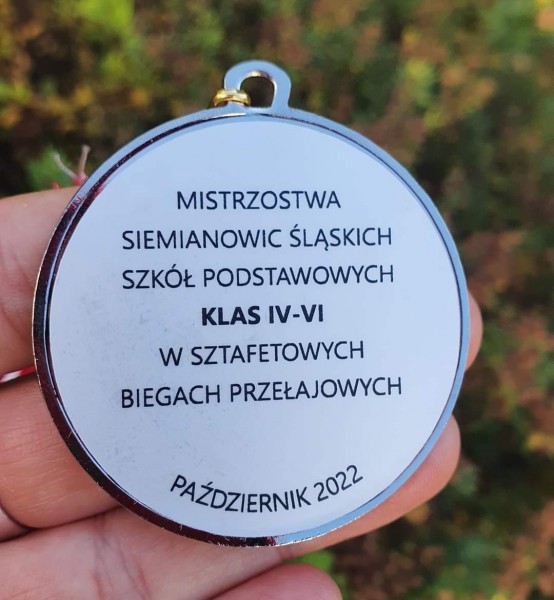 MISTRZOSTWA
SIEMIANOWIC ŚLĄSKICH
SZKÓŁ PODSTAWOWYCH
KLAS IV-VI
W SZTAFETOWYCH
BIEGACH PRZEŁAJOWYCH
PAŹDZIERNIK 2022